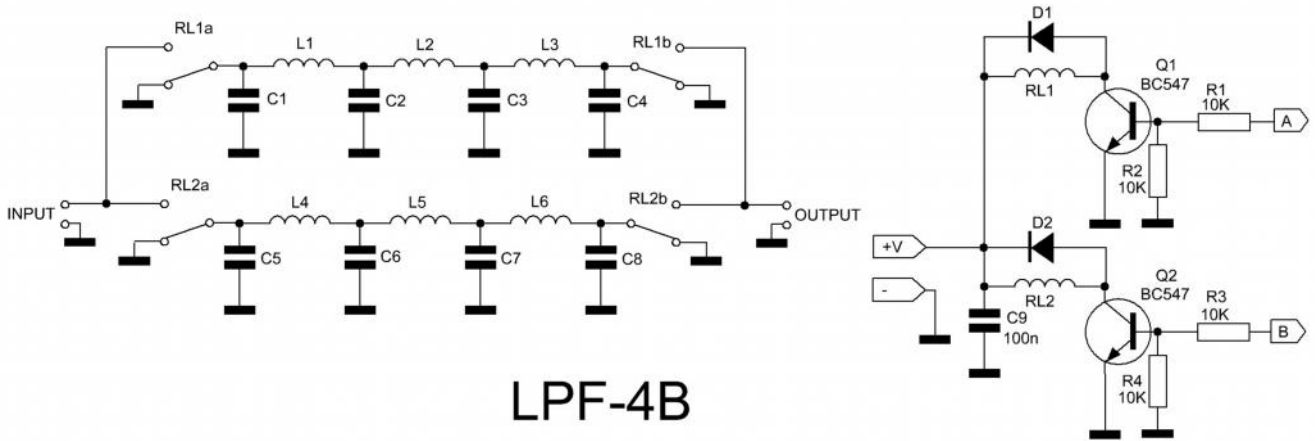 RL1a
L1
L2
L3
RL1b
C1
C2
C3
C4
RL2a
INPUT
L4
L5
L6
RL2b
OUTPUT
C5
C6
C7
C8
D1
RL1
Q1
BC547
R1
10K
A
R2
10K
+V
-
D2
RL2
Q2
BC547
R3
10K
B
C9
100n
R4
10K
LPF-4B